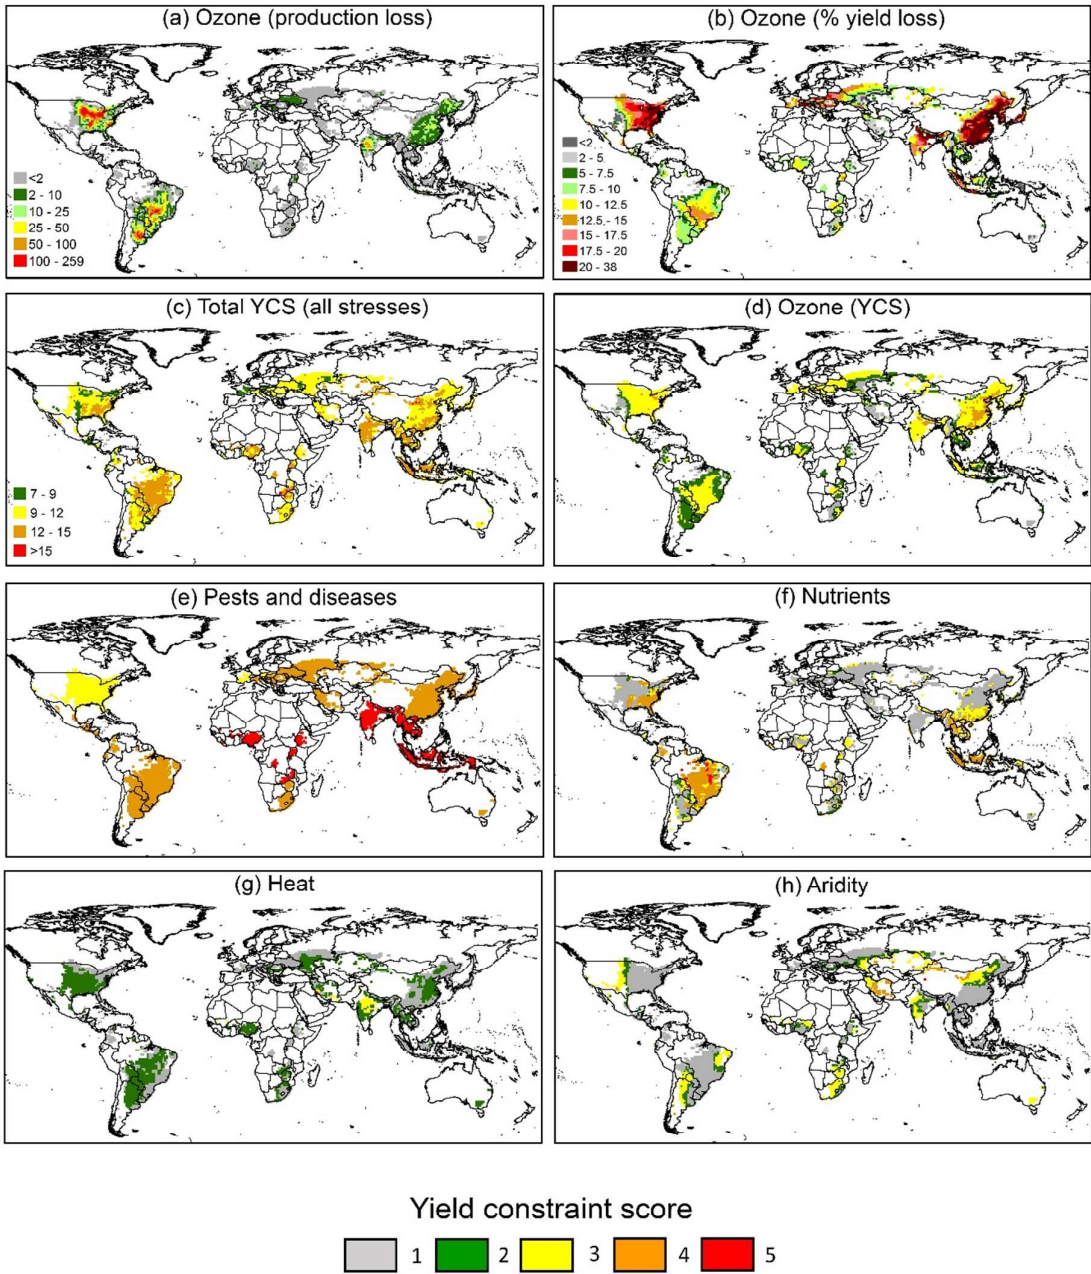 (a) Ozone (production loss)
<2
2 - 10
10 - 25
25 - 50
50 - 100
100 - 259
(b) Ozone (% yield loss)
<2
2 - 5
5 - 7.5
7.5 - 10
10 - 12.5
12.5 - 15
15 - 17.5
17.5 - 20
20 - 38
(c) Total YCS (all stresses)
7 - 9
9 - 12
12 - 15
>15
(d) Ozone (YCS)
(e) Pests and diseases
(f) Nutrients
(g) Heat
(h) Aridity
Yield constraint score
1 2 3 4 5